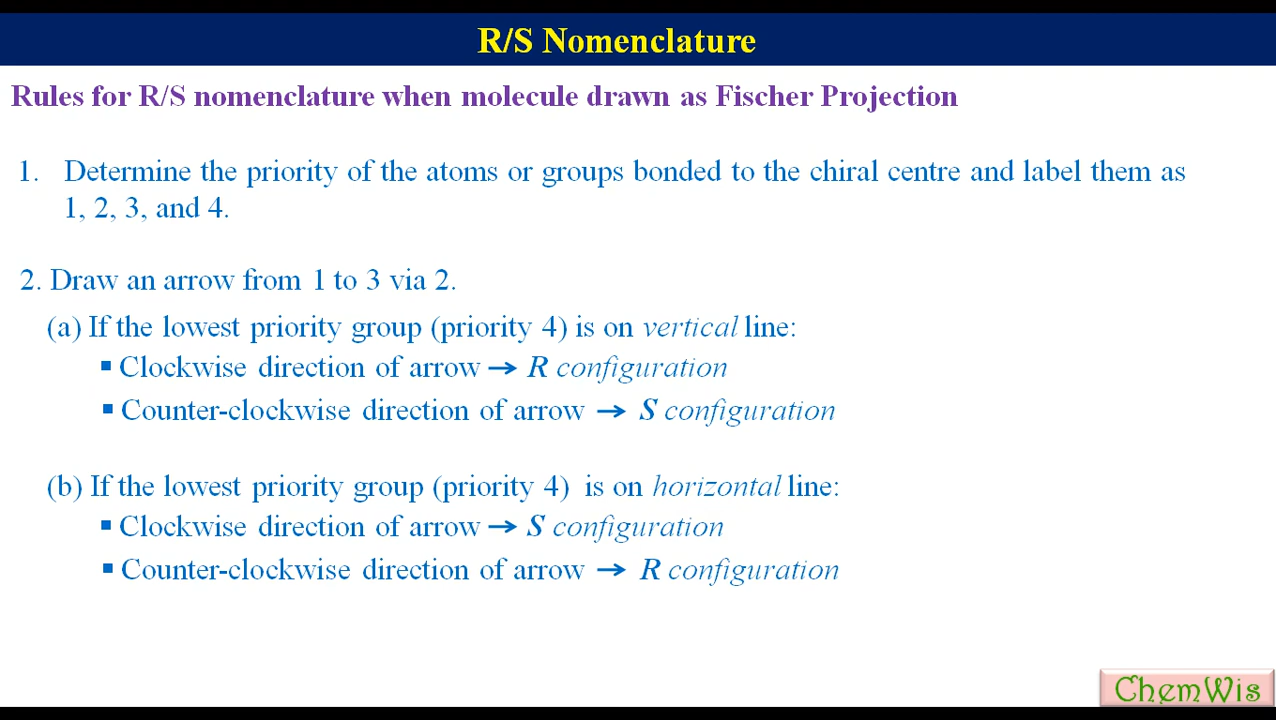 R/S Nomenclature
Rules for R/S nomenclature when molecule drawn as Fischer Projection
1. Determine the priority of the atoms or groups bonded to the chiral centre and label them as
1, 2, 3, and 4.
2. Draw an arrow from 1 to 3 via 2.
(a) If the lowest priority group (priority 4) is on vertical line:
▪ Clockwise direction of arrow → R configuration
▪ Counter-clockwise direction of arrow → S configuration
(b) If the lowest priority group (priority 4) is on horizontal line:
▪ Clockwise direction of arrow → S configuration
▪ Counter-clockwise direction of arrow → R configuration
ChemWis